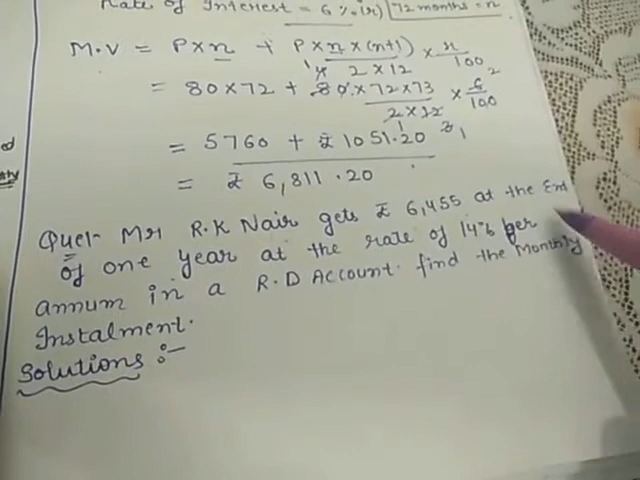 Rate of Interest = 6% (r) 72 months = n
M.V = P × n + P × n × (n+1) / 2 × 12 × r/100
= 80 × 72 + 80 × 72 × 73 / 2 × 12 × 6/100
= 5760 + ₹ 1051.20
= ₹ 6,811.20
Que:- Mr R.K Nair gets ₹ 6,455 at the End
of one year at the rate of 14% per
annum in a R.D Account. find the Monthly
Instalment.
Solutions :-